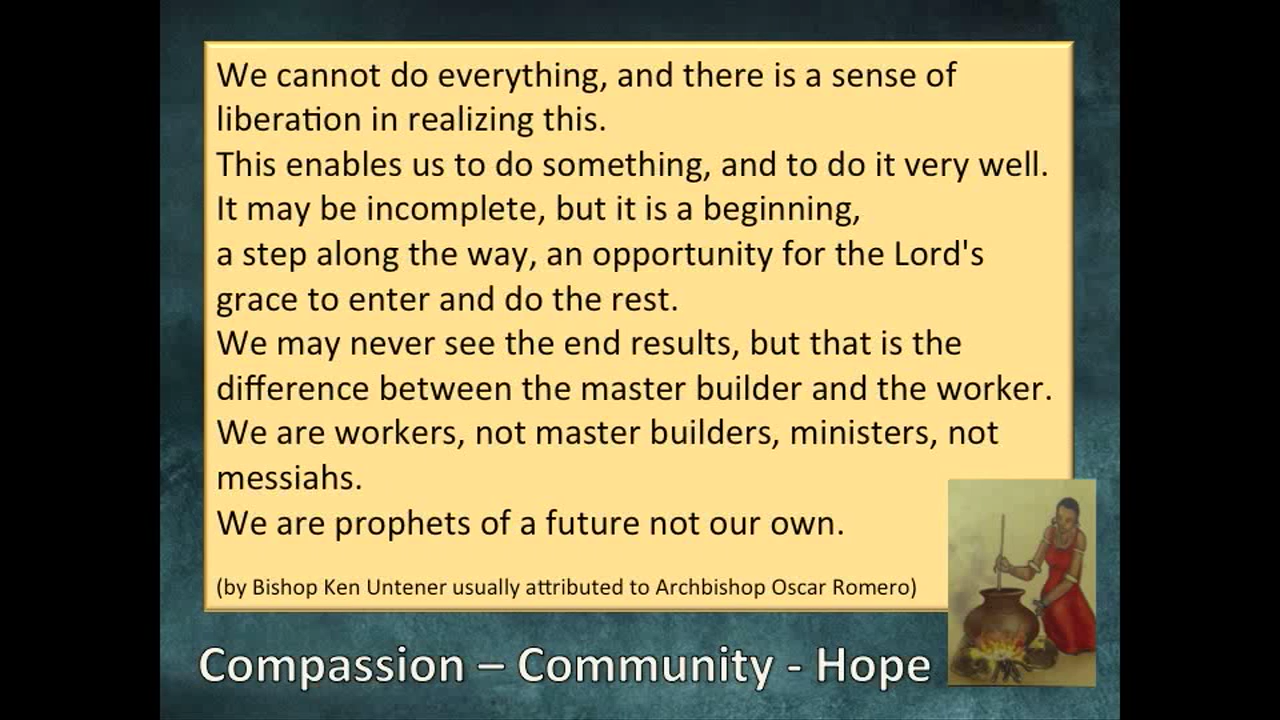 We cannot do everything, and there is a sense of
liberation in realizing this.
This enables us to do something, and to do it very well.
It may be incomplete, but it is a beginning,
a step along the way, an opportunity for the Lord's
grace to enter and do the rest.
We may never see the end results, but that is the
difference between the master builder and the worker.
We are workers, not master builders, ministers, not
messiahs.
We are prophets of a future not our own.
(by Bishop Ken Untener usually attributed to Archbishop Oscar Romero)
Compassion – Community - Hope